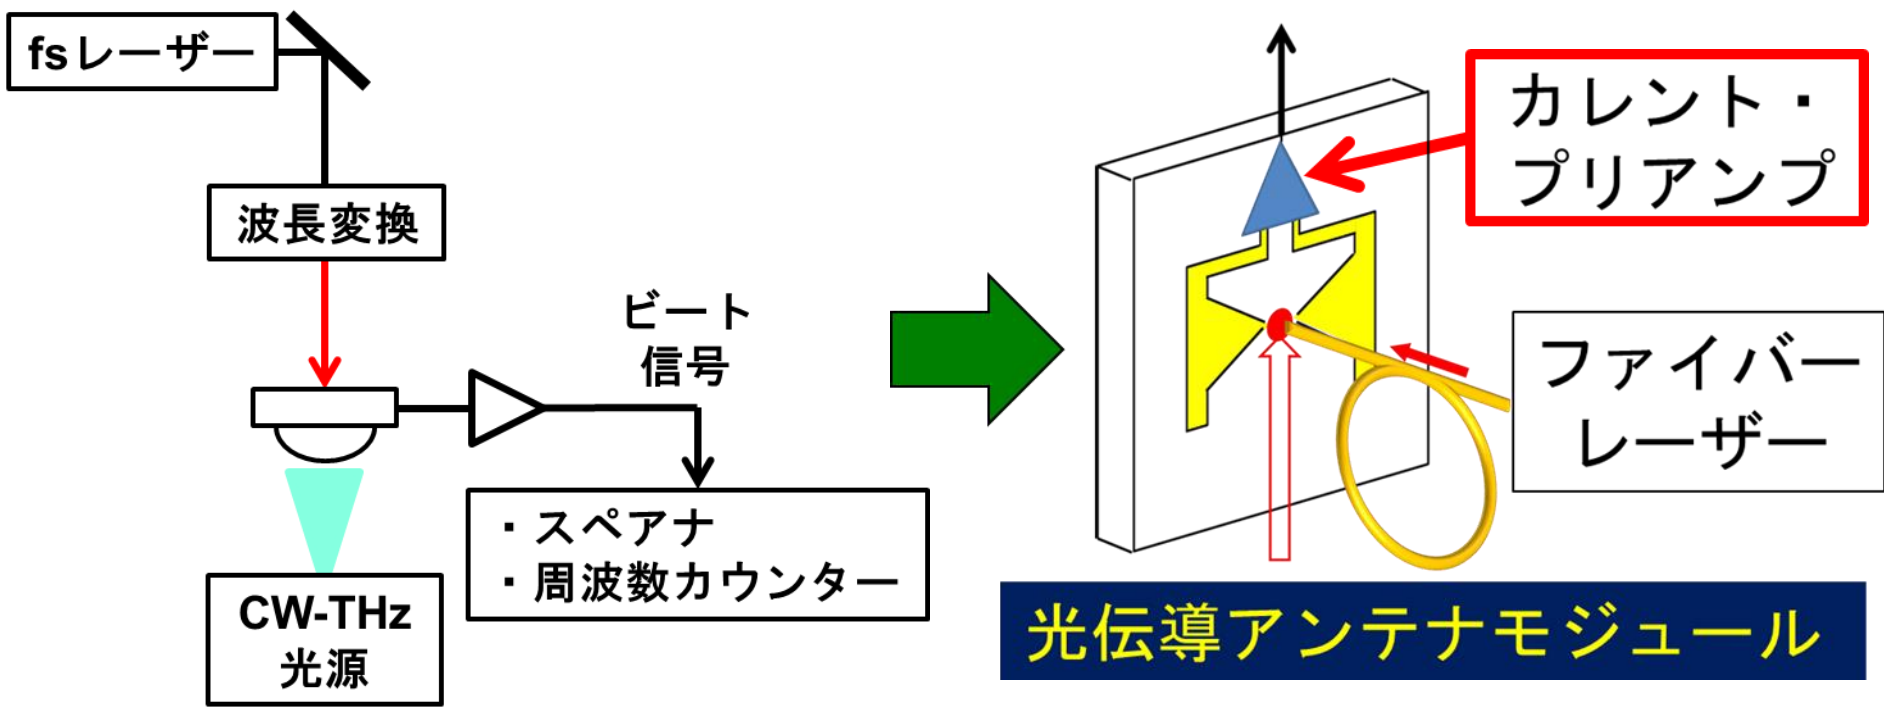 fsレーザー
波長変換
ビート
信号
・スペアナ
・周波数カウンター
CW-THz
光源
カレント・
プリアンプ
ファイバー
レーザー
光伝導アンテナモジュール